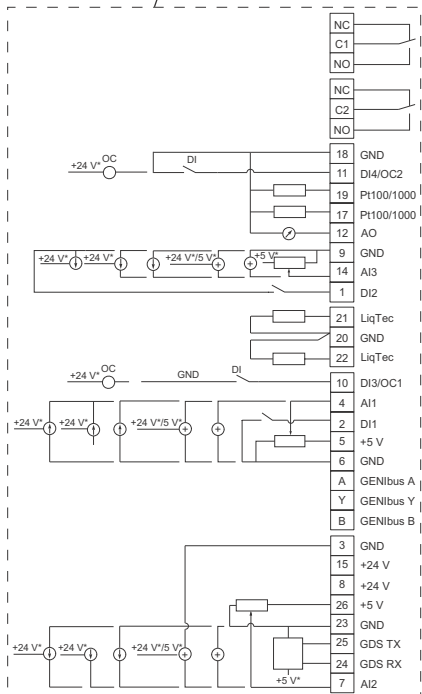 NC
C1
NO
NC
C2
NO
18 GND
+24 V* OC DI 11 DI4/OC2
19 Pt100/1000
17 Pt100/1000
12 AO
9 GND
+24 V* +24 V* +24 V*/5 V* +5 V*
14 AI3
1 DI2
21 LiqTec
20 GND
22 LiqTec
+24 V* OC GND DI
10 DI3/OC1
4 AI1
+24 V* +24 V* +24 V*/5 V* 2 DI1
5 +5 V
6 GND
A GENIbus A
Y GENIbus Y
B GENIbus B
3 GND
15 +24 V
8 +24 V
26 +5 V
23 GND
25 GDS TX
+24 V* +24 V* +24 V*/5 V* 24 GDS RX
+5 V* 7 AI2